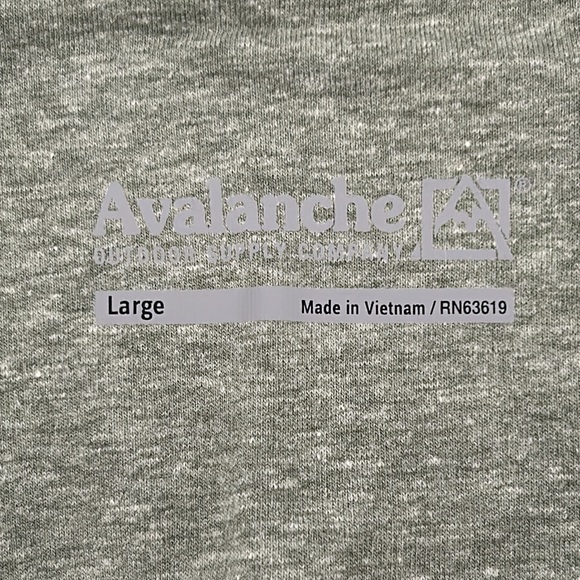 Avalanche ®
OUTDOOR SUPPLY COMPANY
Large Made in Vietnam / RN63619